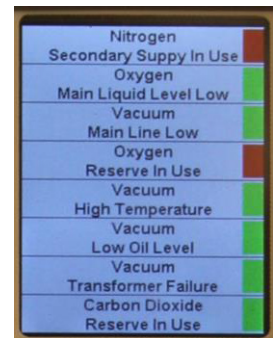 Nitrogen
Secondary Suppy In Use
Oxygen
Main Liquid Level Low
Vacuum
Main Line Low
Oxygen
Reserve In Use
Vacuum
High Temperature
Vacuum
Low Oil Level
Vacuum
Transformer Failure
Carbon Dioxide
Reserve In Use